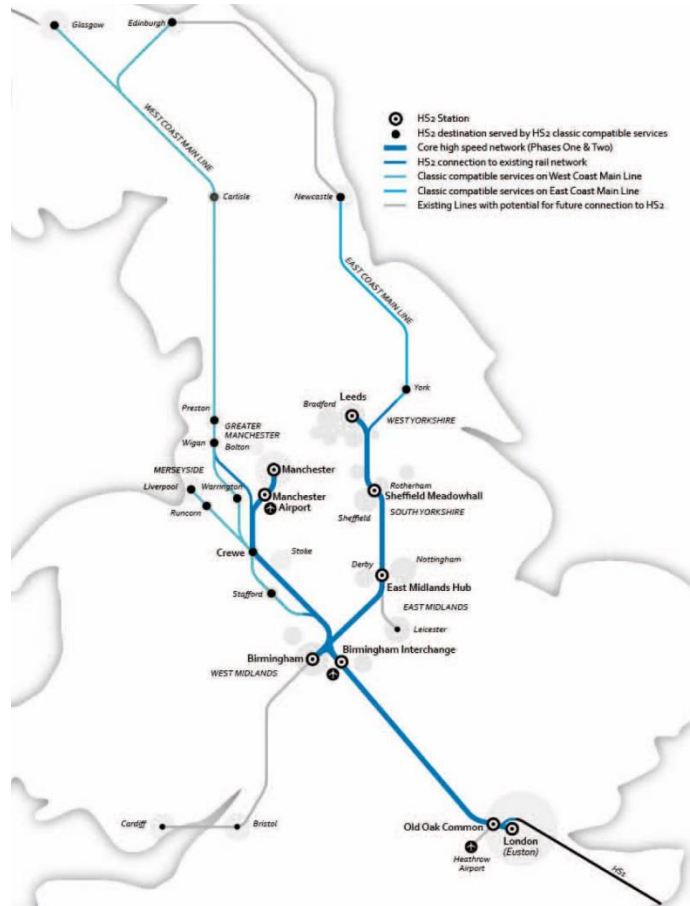 Glasgow
Edinburgh
WEST COAST MAIN LINE
HS2 Station
HS2 destination served by HS2 classic compatible services
Core high speed network (Phases One & Two)
HS2 connection to existing rail network
Classic compatible services on West Coast Main Line
Classic compatible services on East Coast Main Line
Existing Lines with potential for future connection to HS2
Carlisle
Newcastle
EAST COAST MAIN LINE
York
Leeds
Bradford
Preston
WEST YORKSHIRE
GREATER
MANCHESTER
Wigan
Bolton
MERSEYSIDE
Manchester
Liverpool
Warrington
Manchester
Airport
Rotherham
Sheffield Meadowhall
Runcorn
Sheffield
SOUTH YORKSHIRE
Crewe
Stoke
Derby
Nottingham
East Midlands Hub
Stafford
EAST MIDLANDS
Leicester
Birmingham
Birmingham Interchange
WEST MIDLANDS
Cardiff
Bristol
Old Oak Common
London
(Euston)
Heathrow
Airport
HS1